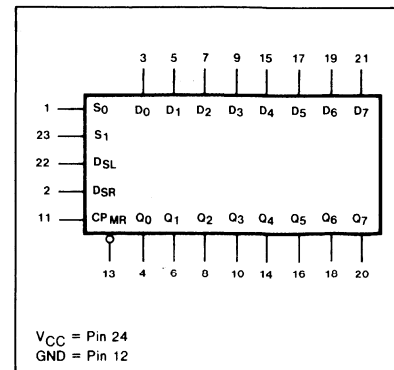 3 5 7 9 15 17 19 21
1 S0 D0 D1 D2 D3 D4 D5 D6 D7
23 S1
22 DSL
2 DSR
11 CP MR Q0 Q1 Q2 Q3 Q4 Q5 Q6 Q7
13 4 6 8 10 14 16 18 20
VCC = Pin 24
GND = Pin 12